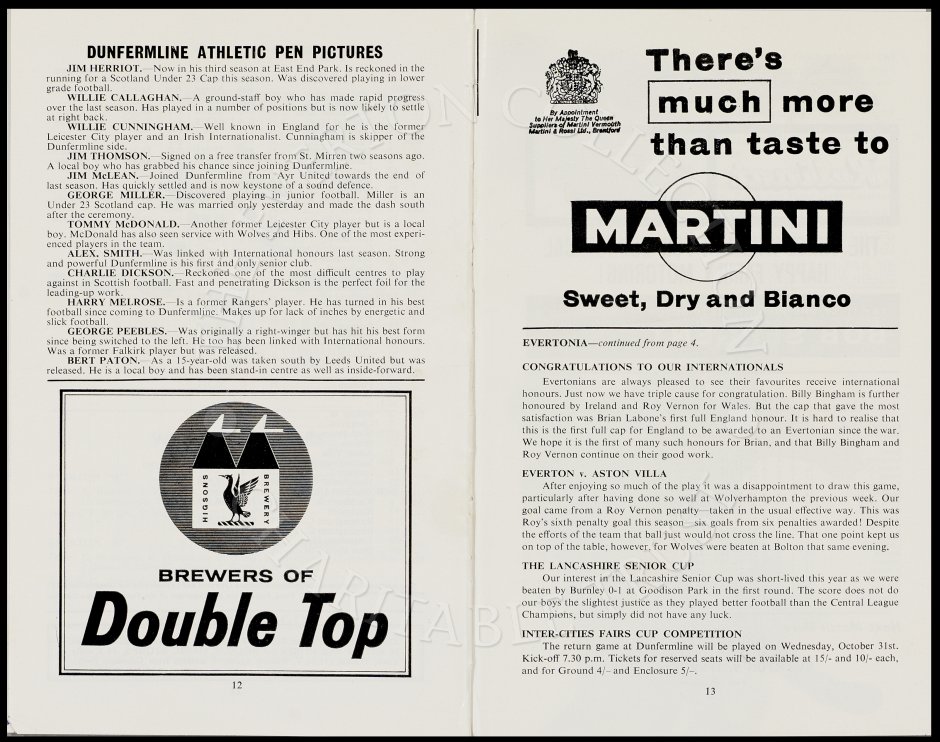 DUNFERMLINE ATHLETIC PEN PICTURES
JIM HERRIOT.—Now in his third season at East End Park. Is reckoned in the
running for a Scotland Under 23 Cap this season. Was discovered playing in lower
grade football.
WILLIE CALLAGHAN.—A ground-staff boy who has made rapid progress
over the last season. Has played in a number of positions but is now likely to settle
at right back.
WILLIE CUNNINGHAM.—Well known in England for he is the former
Leicester City player and an Irish Internationalist. Cunningham is skipper of the
Dunfermline side.
JIM THOMSON.—Signed on a free transfer from St. Mirren two seasons ago.
A local boy who has grabbed his chance since joining Dunfermline.
JIM McLEAN.—Joined Dunfermline from Ayr United towards the end of
last season. Has quickly settled and is now keystone of a sound defence.
GEORGE MILLER.—Discovered playing in junior football. Miller is an
Under 23 Scotland cap. He was married only yesterday and made the dash south
after the ceremony.
TOMMY McDONALD.—Another former Leicester City player but is a local
boy. McDonald has also seen service with Wolves and Hibs. One of the most experi-
enced players in the team.
ALEX. SMITH.—Was linked with International honours last season. Strong
and powerful Dunfermline is his first and only senior club.
CHARLIE DICKSON.—Reckoned one of the most difficult centres to play
against in Scottish football. Fast and penetrating Dickson is the perfect foil for the
leading-up work.
HARRY MELROSE.—Is a former Rangers' player. He has turned in his best
football since coming to Dunfermline. Makes up for lack of inches by energetic and
slick football.
GEORGE PEEBLES.—Was originally a right-winger but has hit his best form
since being switched to the left. He too has been linked with International honours.
Was a former Falkirk player but was released.
BERT PATON.—As a 15-year-old was taken south by Leeds United but was
released. He is a local boy and has been stand-in centre as well as inside-forward.
HIGSONS BREWERY
BREWERS OF
Double Top
12
By Appointment
to Her Majesty The Queen
Suppliers of Martini Vermouth
Martini & Rossi Ltd., Brentford
There's
much more
than taste to
MARTINI
Sweet, Dry and Bianco
EVERTONIA—continued from page 4.
CONGRATULATIONS TO OUR INTERNATIONALS
Evertonians are always pleased to see their favourites receive international
honours. Just now we have triple cause for congratulation. Billy Bingham is further
honoured by Ireland and Roy Vernon for Wales. But the cap that gave the most
satisfaction was Brian Labone's first full England honour. It is hard to realise that
this is the first full cap for England to be awarded to an Evertonian since the war.
We hope it is the first of many such honours for Brian, and that Billy Bingham and
Roy Vernon continue on their good work.
EVERTON v. ASTON VILLA
After enjoying so much of the play it was a disappointment to draw this game,
particularly after having done so well at Wolverhampton the previous week. Our
goal came from a Roy Vernon penalty—taken in the usual effective way. This was
Roy's sixth penalty goal this season—six goals from six penalties awarded! Despite
the efforts of the team that ball just would not cross the line. That one point kept us
on top of the table, however, for Wolves were beaten at Bolton that same evening.
THE LANCASHIRE SENIOR CUP
Our interest in the Lancashire Senior Cup was short-lived this year as we were
beaten by Burnley 0-1 at Goodison Park in the first round. The score does not do
our boys the slightest justice as they played better football than the Central League
Champions, but simply did not have any luck.
INTER-CITIES FAIRS CUP COMPETITION
The return game at Dunfermline will be played on Wednesday, October 31st.
Kick-off 7.30 p.m. Tickets for reserved seats will be available at 15/- and 10/- each,
and for Ground 4/- and Enclosure 5/-.
13